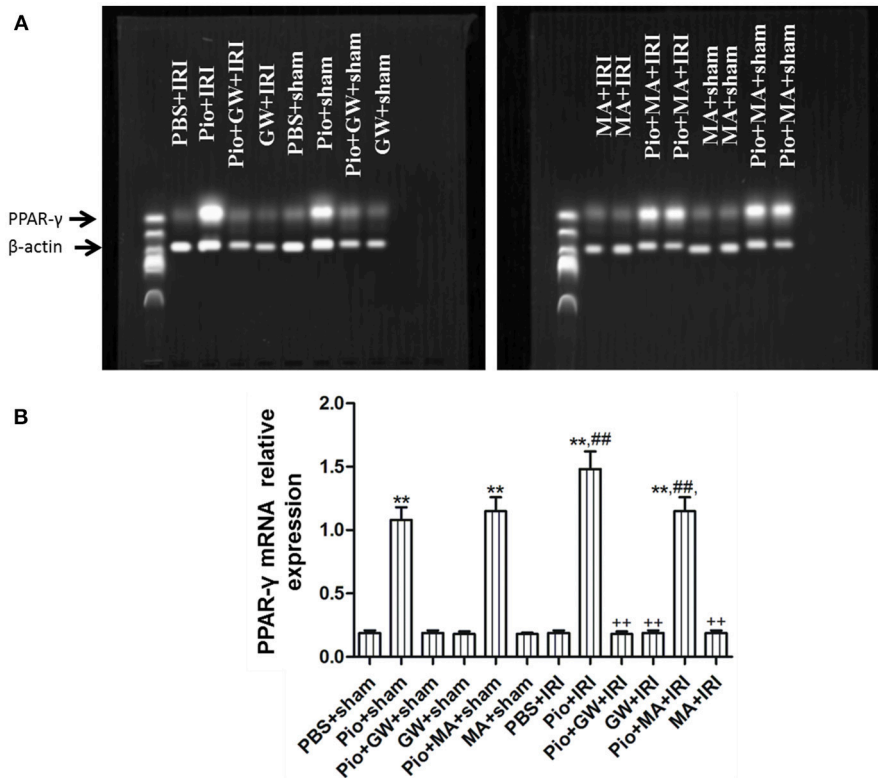 A
PBS+IRI
Pio+IRI
Pio+GW+IRI
GW+IRI
PBS+sham
Pio+sham
Pio+GW+sham
GW+sham
MA+IRI
MA+IRI
Pio+MA+IRI
Pio+MA+IRI
MA+sham
MA+sham
Pio+MA+sham
Pio+MA+sham
PPAR-γ
β-actin
B
PPAR-γ mRNA relative
expression
2.0
1.5
1.0
0.5
0.0
**
**
**,##
++
++
**,##,
++
PBS+sham
Pio+sham
Pio+GW+sham
GW+sham
Pio+MA+sham
MA+sham
PBS+IRI
Pio+IRI
Pio+GW+IRI
GW+IRI
Pio+MA+IRI
MA+IRI